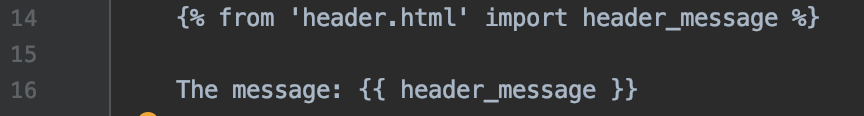 14 {% from 'header.html' import header_message %}
15
16 The message: {{ header_message }}